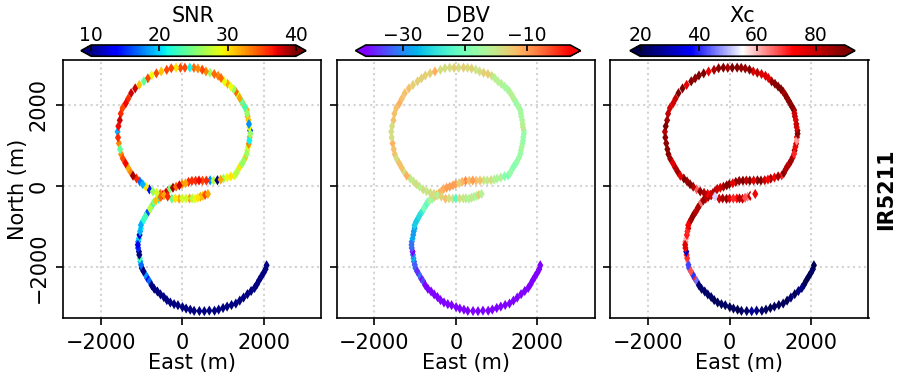 SNR DBV Xc
10 20 30 40 −30 −20 −10 20 40 60 80
North (m)
2000
0
−2000
−2000 0 2000 −2000 0 2000 −2000 0 2000
East (m) East (m) East (m)
IR5211